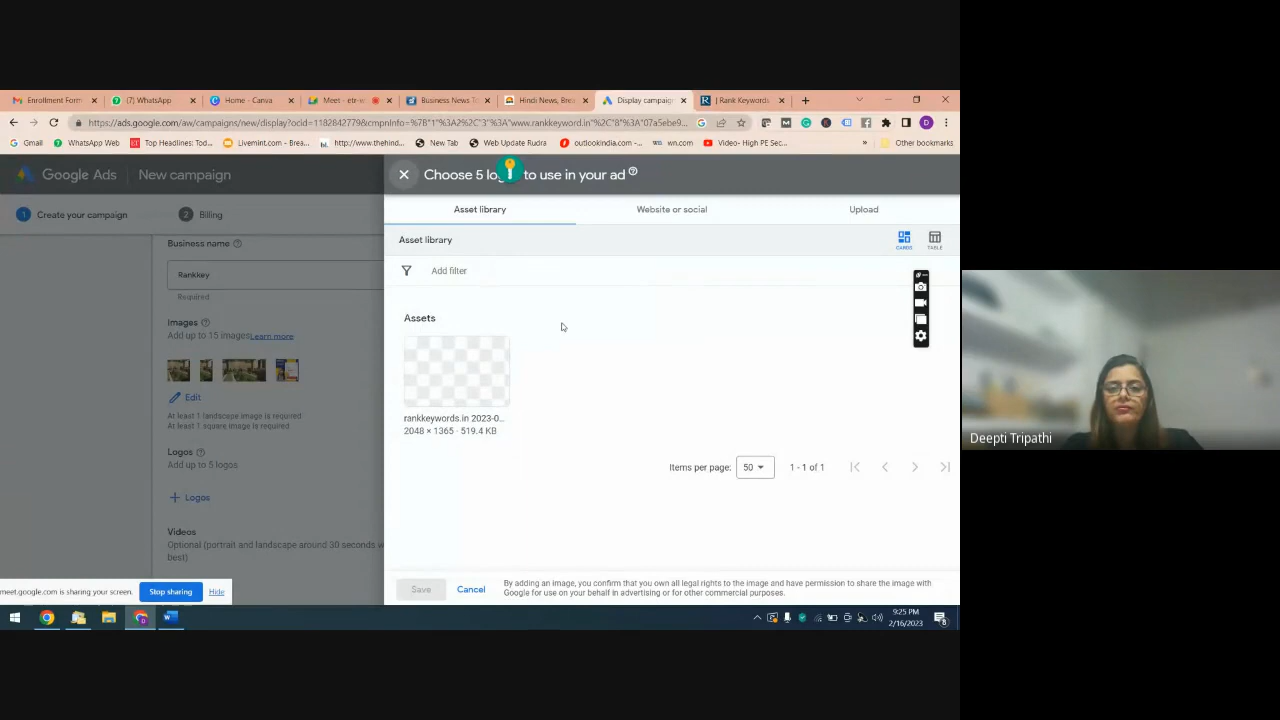 Enrollment Form
(7) WhatsApp
Home - Canva
Meet - etr-w
Business News T
Hindi News, Brea
Display campaign
J Rank Keywords
https://ads.google.com/aw/campaigns/new/display?ocid=1182842779&cmpnInfo=%7B"1"%3A2%2C"3"%3A"www.rankkeyword.in"%2C"8"%3A"07a5ebe9...
Gmail
WhatsApp Web
Top Headlines: Tod...
Livemint.com - Brea...
http://www.thehind...
New Tab
Web Update Rudra
outlookindia.com -...
wn.com
Video- High PE Sec...
»
Other bookmarks
Google Ads
New campaign
Choose 5 log to use in your ad
1 Create your campaign
2 Billing
Asset library
Website or social
Upload
Business name
Asset library
CARDS
TABLE
Rankkey
Add filter
Required
Images
Add up to 15 images Learn more
Assets
Edit
At least 1 landscape image is required
At least 1 square image is required
rankkeywords.in 2023-0...
2048 × 1365 · 519.4 KB
Logos
Add up to 5 logos
Items per page: 50
1 - 1 of 1
+ Logos
Videos
Optional (portrait and landscape around 30 seconds w
best)
meet.google.com is sharing your screen.
Stop sharing
Hide
Save
Cancel
By adding an image, you confirm that you own all legal rights to the image and have permission to share the image with
Google for use on your behalf in advertising or for other commercial purposes.
9:25 PM
2/16/2023
Deepti Tripathi